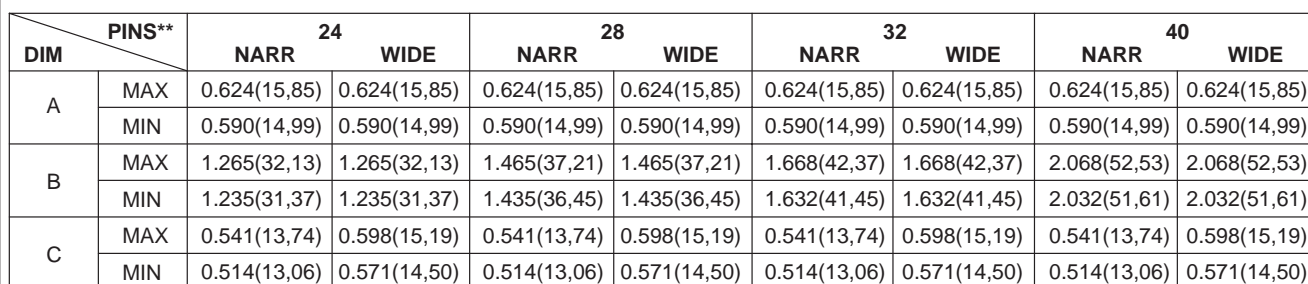 PINS** 24 28 32 40
DIM NARR WIDE NARR WIDE NARR WIDE NARR WIDE
A MAX 0.624(15,85) 0.624(15,85) 0.624(15,85) 0.624(15,85) 0.624(15,85) 0.624(15,85) 0.624(15,85) 0.624(15,85)
MIN 0.590(14,99) 0.590(14,99) 0.590(14,99) 0.590(14,99) 0.590(14,99) 0.590(14,99) 0.590(14,99) 0.590(14,99)
B MAX 1.265(32,13) 1.265(32,13) 1.465(37,21) 1.465(37,21) 1.668(42,37) 1.668(42,37) 2.068(52,53) 2.068(52,53)
MIN 1.235(31,37) 1.235(31,37) 1.435(36,45) 1.435(36,45) 1.632(41,45) 1.632(41,45) 2.032(51,61) 2.032(51,61)
C MAX 0.541(13,74) 0.598(15,19) 0.541(13,74) 0.598(15,19) 0.541(13,74) 0.598(15,19) 0.541(13,74) 0.598(15,19)
MIN 0.514(13,06) 0.571(14,50) 0.514(13,06) 0.571(14,50) 0.514(13,06) 0.571(14,50) 0.514(13,06) 0.571(14,50)